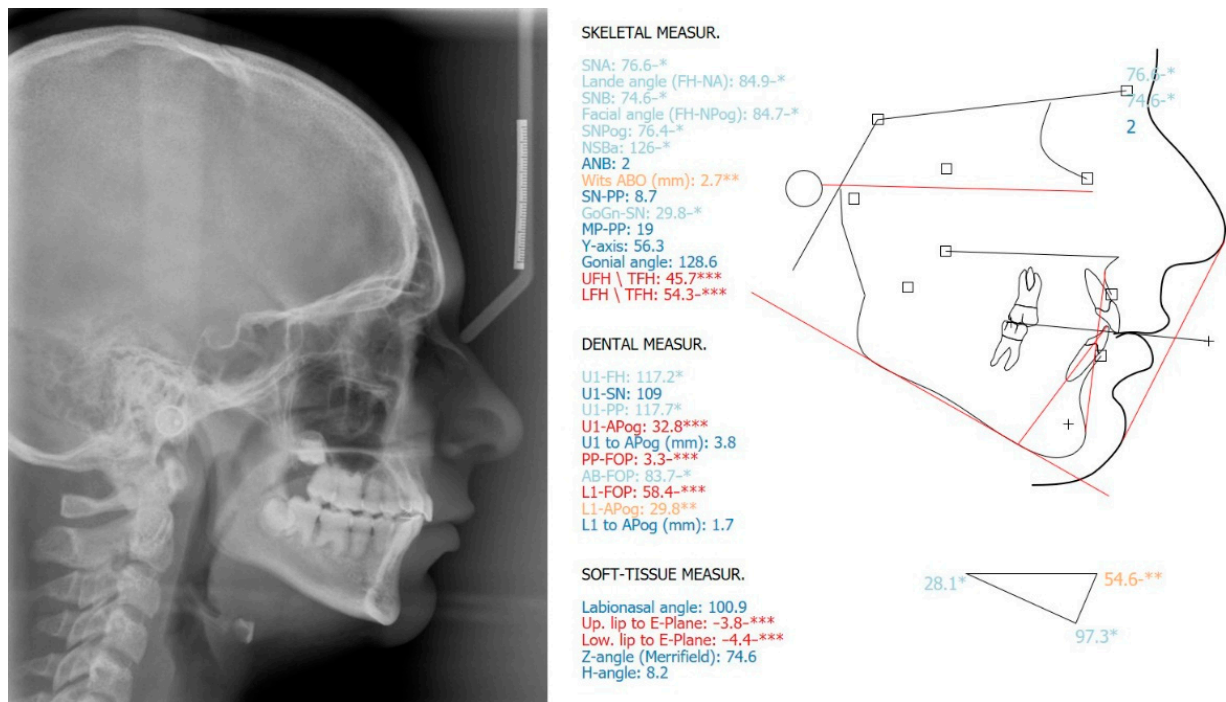 SKELETAL MEASUR.
SNA: 76.6-*
Lande angle (FH-NA): 84.9-*
SNB: 74.6-*
Facial angle (FH-NPog): 84.7-*
SNPog: 76.4-*
NSBa: 126-*
ANB: 2
Wits ABO (mm): 2.7**
SN-PP: 8.7
GoGn-SN: 29.8-*
MP-PP: 19
Y-axis: 56.3
Gonial angle: 128.6
UFH \ TFH: 45.7***
LFH \ TFH: 54.3-***
DENTAL MEASUR.
U1-FH: 117.2*
U1-SN: 109
U1-PP: 117.7*
U1-APog: 32.8***
U1 to APog (mm): 3.8
PP-FOP: 3.3-***
AB-FOP: 83.7-*
L1-FOP: 58.4-***
L1-APog: 29.8**
L1 to APog (mm): 1.7
SOFT-TISSUE MEASUR.
Labionasal angle: 100.9
Up. lip to E-Plane: -3.8-***
Low. lip to E-Plane: -4.4-***
Z-angle (Merrifield): 74.6
H-angle: 8.2
76.6-*
74.6-*
2
28.1*
54.6-**
97.3*